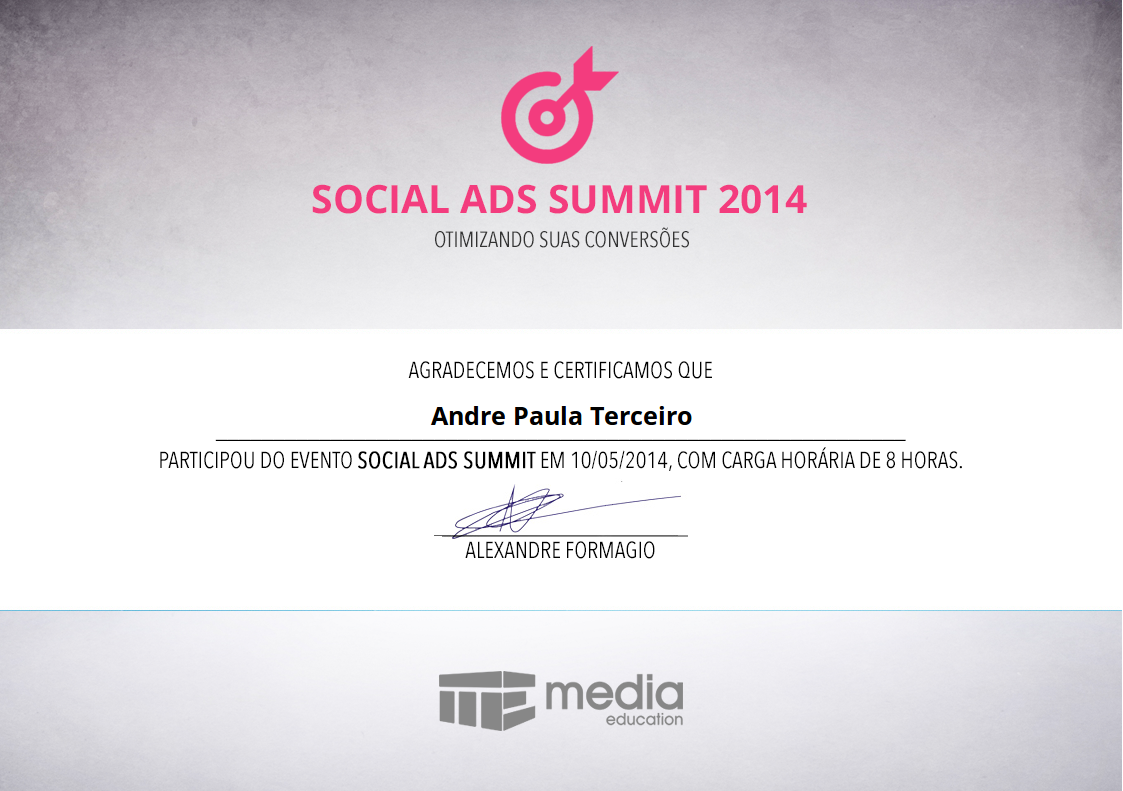 SOCIAL ADS SUMMIT 2014
OTIMIZANDO SUAS CONVERSÕES
AGRADECEMOS E CERTIFICAMOS QUE
Andre Paula Terceiro
PARTICIPOU DO EVENTO SOCIAL ADS SUMMIT EM 10/05/2014, COM CARGA HORÁRIA DE 8 HORAS.
ALEXANDRE FORMAGIO
ME media
education